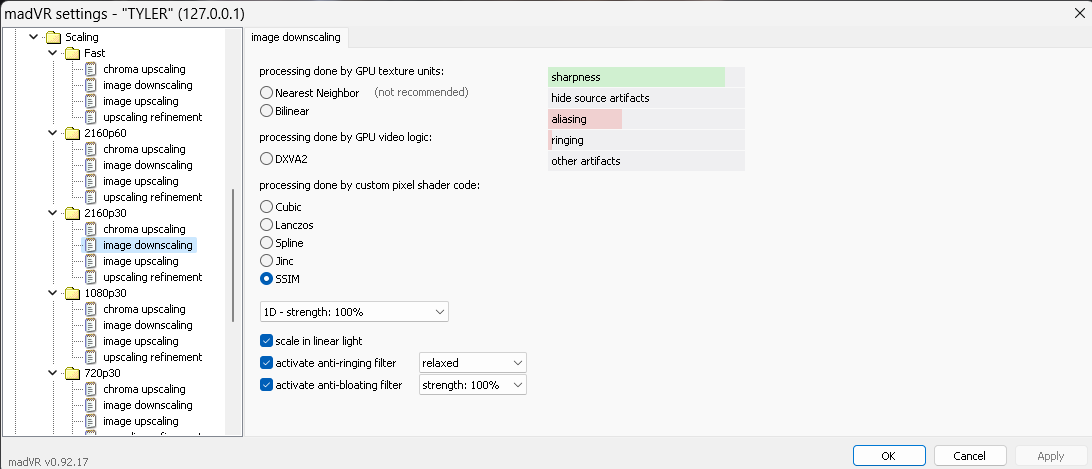 madVR settings - "TYLER" (127.0.0.1)
Scaling
Fast
chroma upscaling
image downscaling
image upscaling
upscaling refinement
2160p60
chroma upscaling
image downscaling
image upscaling
upscaling refinement
2160p30
chroma upscaling
image downscaling
image upscaling
upscaling refinement
1080p30
chroma upscaling
image downscaling
image upscaling
upscaling refinement
720p30
chroma upscaling
image downscaling
image upscaling
image downscaling
processing done by GPU texture units:
Nearest Neighbor (not recommended)
Bilinear
processing done by GPU video logic:
DXVA2
processing done by custom pixel shader code:
Cubic
Lanczos
Spline
Jinc
SSIM
1D - strength: 100%
scale in linear light
activate anti-ringing filter relaxed
activate anti-bloating filter strength: 100%
sharpness
hide source artifacts
aliasing
ringing
other artifacts
madVR v0.92.17
OK Cancel Apply